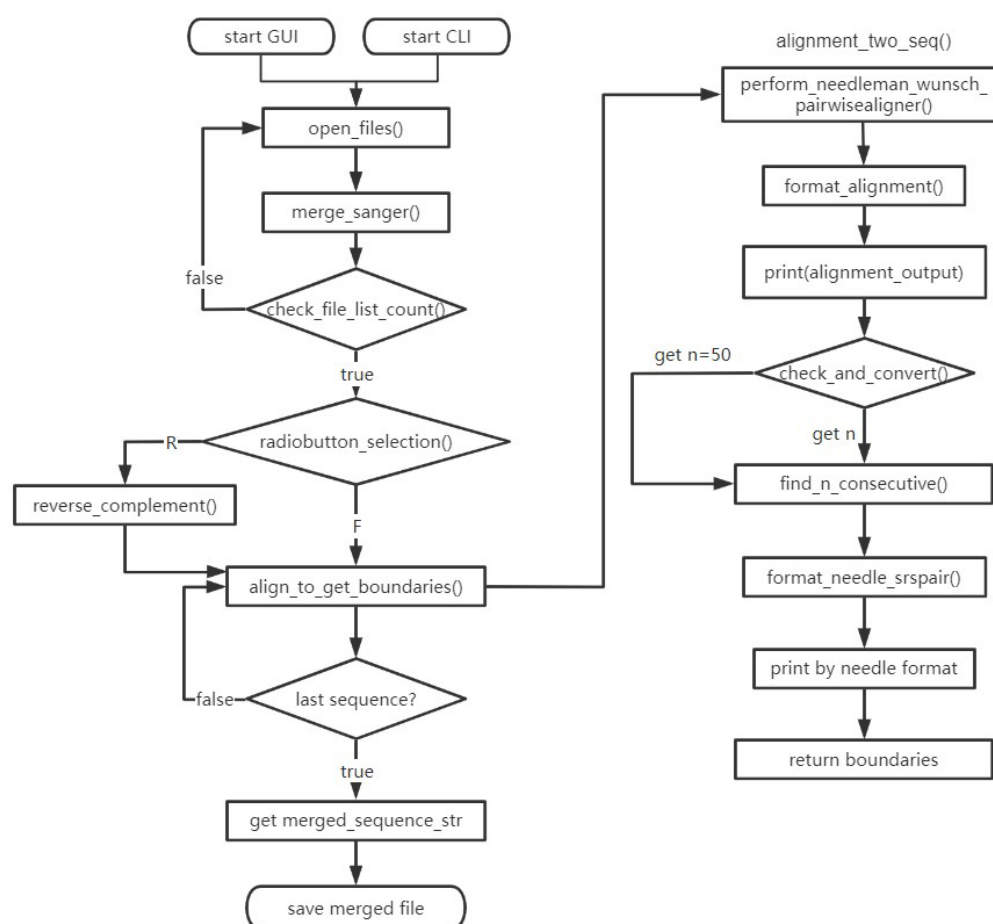 start GUI
start CLI
open_files()
merge_sanger()
false
check_file_list_count()
true
R
radiobutton_selection()
reverse_complement()
F
align_to_get_boundaries()
false
last sequence?
true
get merged_sequence_str
save merged file
alignment_two_seq()
perform_needleman_wunsch_
pairwisealigner()
format_alignment()
print(alignment_output)
get n=50
check_and_convert()
get n
find_n_consecutive()
format_needle_srspair()
print by needle format
return boundaries